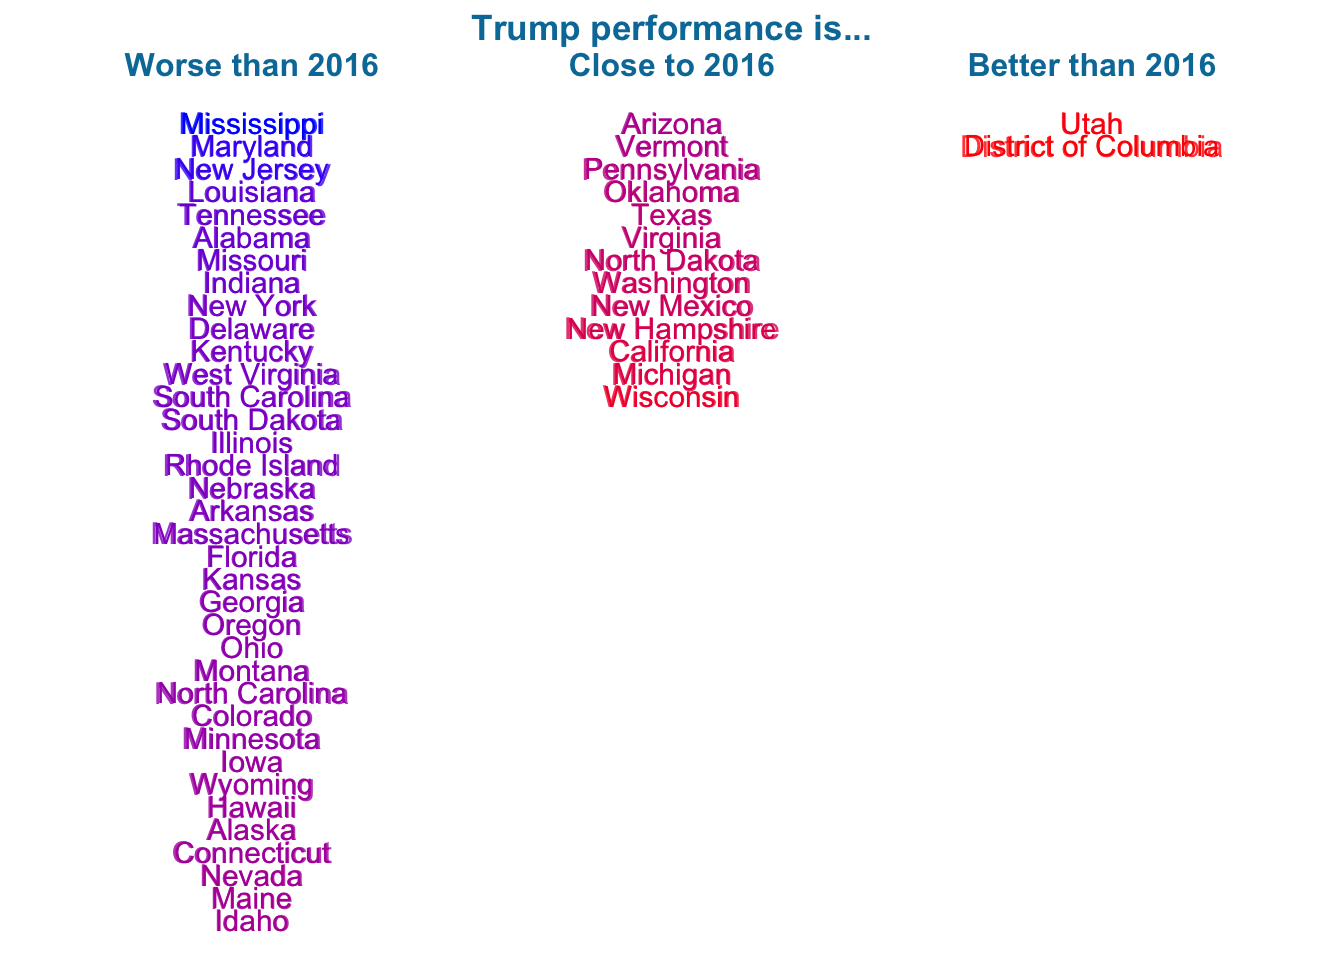 Trump performance is...
Worse than 2016
Close to 2016
Better than 2016
Mississippi
Maryland
New Jersey
Louisiana
Tennessee
Alabama
Missouri
Indiana
New York
Delaware
Kentucky
West Virginia
South Carolina
South Dakota
Illinois
Rhode Island
Nebraska
Arkansas
Massachusetts
Florida
Kansas
Georgia
Oregon
Ohio
Montana
North Carolina
Colorado
Minnesota
Iowa
Wyoming
Hawaii
Alaska
Connecticut
Nevada
Maine
Idaho
Arizona
Vermont
Pennsylvania
Oklahoma
Texas
Virginia
North Dakota
Washington
New Mexico
New Hampshire
California
Michigan
Wisconsin
Utah
District of Columbia